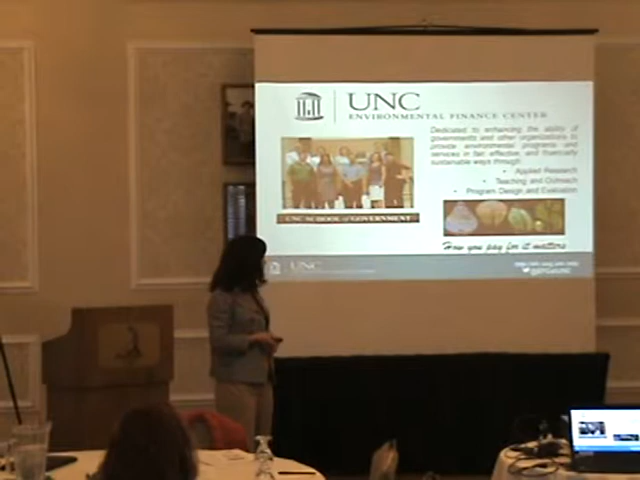 UNC
ENVIRONMENTAL FINANCE CENTER
Dedicated to enhancing the ability of
governments and other organizations to
provide environmental programs and
services in fair, effective, and financially
sustainable ways through:
• Applied Research
• Teaching and Outreach
• Program Design and Evaluation
UNC SCHOOL of GOVERNMENT
How you pay for it matters
UNC